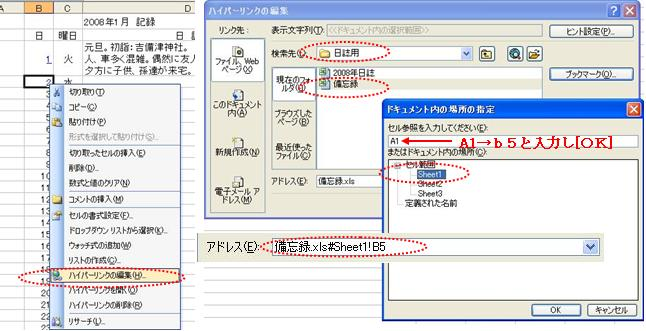 B C D
2008年1月 記録
日 曜日 日 誌
1 火 元旦。初詣:吉備津神社。
人、車多く混雑。偶然に友人
夕方に子供、孫達が来宅。
2 水
切り取り(T)
コピー(C)
貼り付け(P)
形式を選択して貼り付け(S)...
切り取ったセルの挿入(E)
削除(D)...
数式と値のクリア(N)
コメントの挿入(M)
セルの書式設定(F)...
ドロップダウン リストから選択(K)...
ウォッチ式の追加(W)
リストの作成(C)...
ハイパーリンクの編集(H)...
ハイパーリンクを開く(O)
ハイパーリンクの削除(R)
リサーチ(L)...
ハイパーリンクの編集
リンク先:
表示文字列(T): <<ドキュメント内の選択範囲>>
ヒント設定(P)...
ファイル、Web ページ(X)
このドキュメント内(A)
新規作成(N)
電子メール アドレス(M)
検索先(K): 日誌用
現在のフォルダ(U)
ブラウズしたページ(B)
最近使ったファイル(C)
2008年日誌
備忘録
ブックマーク(O)...
アドレス(E): 備忘録.xls
ドキュメント内の場所の指定
セル参照を入力してください(E):
A1
A1→b5と入力し[OK]
またはドキュメント内の場所(C):
セル範囲
Sheet1
Sheet2
Sheet3
定義された名前
OK
キャンセル
アドレス(E): 備忘録.xls#Sheet1!B5